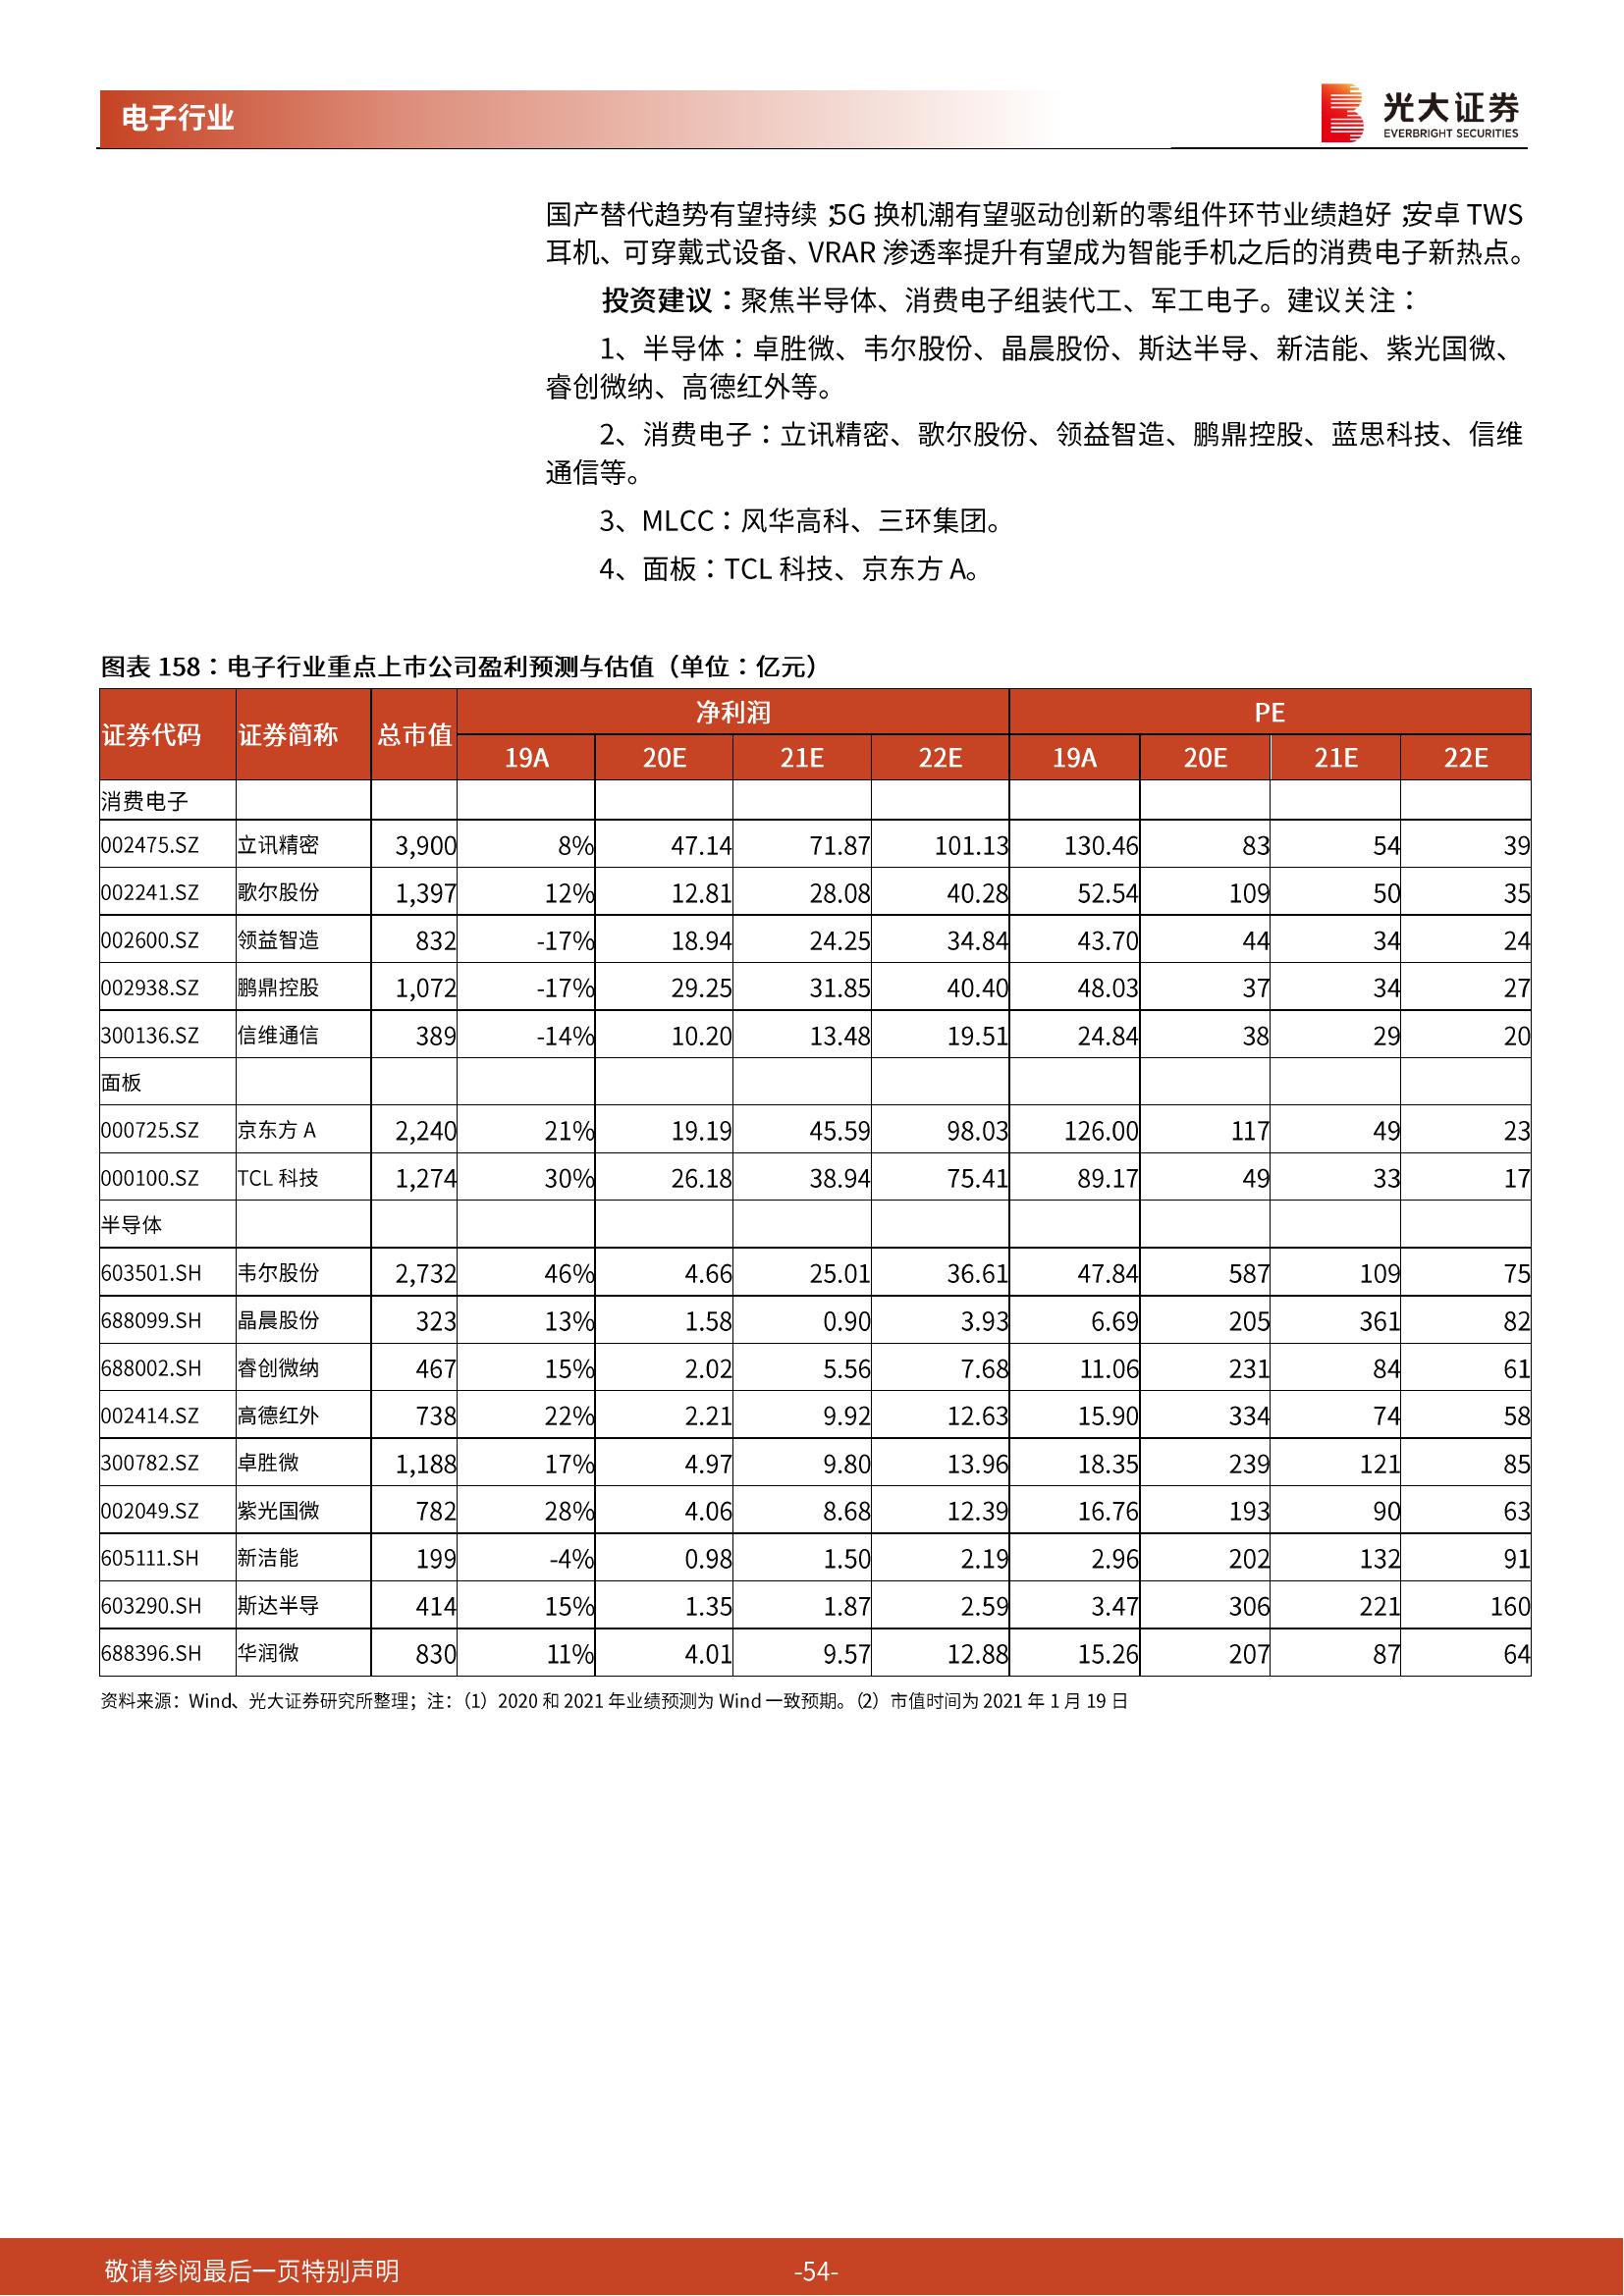 电子行业
光大证券
EVERBRIGHT SECURITIES
国产替代趋势有望持续；5G 换机潮有望驱动创新的零组件环节业绩趋好；安卓 TWS
耳机、可穿戴式设备、VRAR 渗透率提升有望成为智能手机之后的消费电子新热点。
投资建议：聚焦半导体、消费电子组装代工、军工电子。建议关注：
1、半导体：卓胜微、韦尔股份、晶晨股份、斯达半导、新洁能、紫光国微、
睿创微纳、高德红外等。
2、消费电子：立讯精密、歌尔股份、领益智造、鹏鼎控股、蓝思科技、信维
通信等。
3、MLCC：风华高科、三环集团。
4、面板：TCL 科技、京东方 A。
图表 158：电子行业重点上市公司盈利预测与估值（单位：亿元）
证券代码 证券简称 总市值 净利润 PE
19A 20E 21E 22E 19A 20E 21E 22E
消费电子
002475.SZ 立讯精密 3,900 8% 47.14 71.87 101.13 130.46 83 54 39
002241.SZ 歌尔股份 1,397 12% 12.81 28.08 40.28 52.54 109 50 35
002600.SZ 领益智造 832 -17% 18.94 24.25 34.84 43.70 44 34 24
002938.SZ 鹏鼎控股 1,072 -17% 29.25 31.85 40.40 48.03 37 34 27
300136.SZ 信维通信 389 -14% 10.20 13.48 19.51 24.84 38 29 20
面板
000725.SZ 京东方 A 2,240 21% 19.19 45.59 98.03 126.00 117 49 23
000100.SZ TCL 科技 1,274 30% 26.18 38.94 75.41 89.17 49 33 17
半导体
603501.SH 韦尔股份 2,732 46% 4.66 25.01 36.61 47.84 587 109 75
688099.SH 晶晨股份 323 13% 1.58 0.90 3.93 6.69 205 361 82
688002.SH 睿创微纳 467 15% 2.02 5.56 7.68 11.06 231 84 61
002414.SZ 高德红外 738 22% 2.21 9.92 12.63 15.90 334 74 58
300782.SZ 卓胜微 1,188 17% 4.97 9.80 13.96 18.35 239 121 85
002049.SZ 紫光国微 782 28% 4.06 8.68 12.39 16.76 193 90 63
605111.SH 新洁能 199 -4% 0.98 1.50 2.19 2.96 202 132 91
603290.SH 斯达半导 414 15% 1.35 1.87 2.59 3.47 306 221 160
688396.SH 华润微 830 11% 4.01 9.57 12.88 15.26 207 87 64
资料来源：Wind、光大证券研究所整理；注：（1）2020 和 2021 年业绩预测为 Wind 一致预期。（2）市值时间为 2021 年 1 月 19 日
敬请参阅最后一页特别声明
-54-